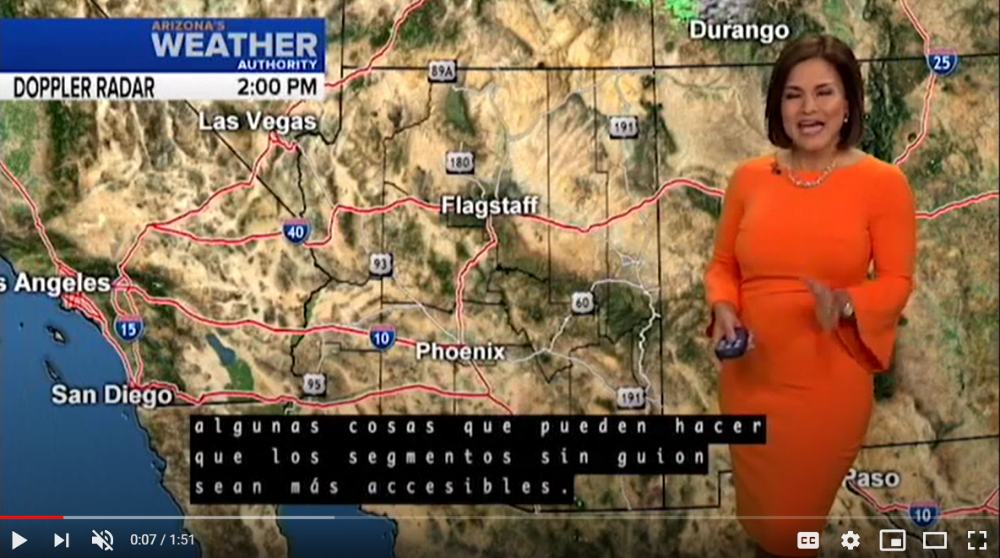 ARIZONA'S
WEATHER
AUTHORITY
DOPPLER RADAR 2:00 PM
Durango
25
89A
Las Vegas
191
180
Flagstaff
40
93
s Angeles
60
15
10
Phoenix
95
San Diego
191
algunas cosas que pueden hacer
que los segmentos sin guion
sean más accesibles.
Paso
10
0:07 / 1:51
CC